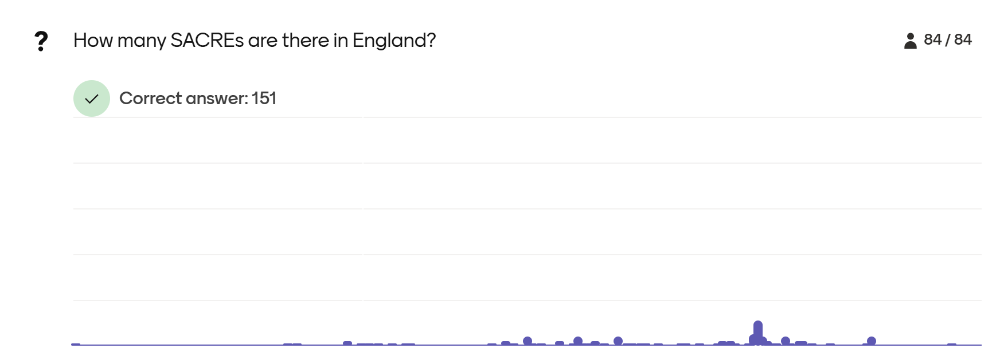 ? How many SACREs are there in England? 84 / 84
Correct answer: 151